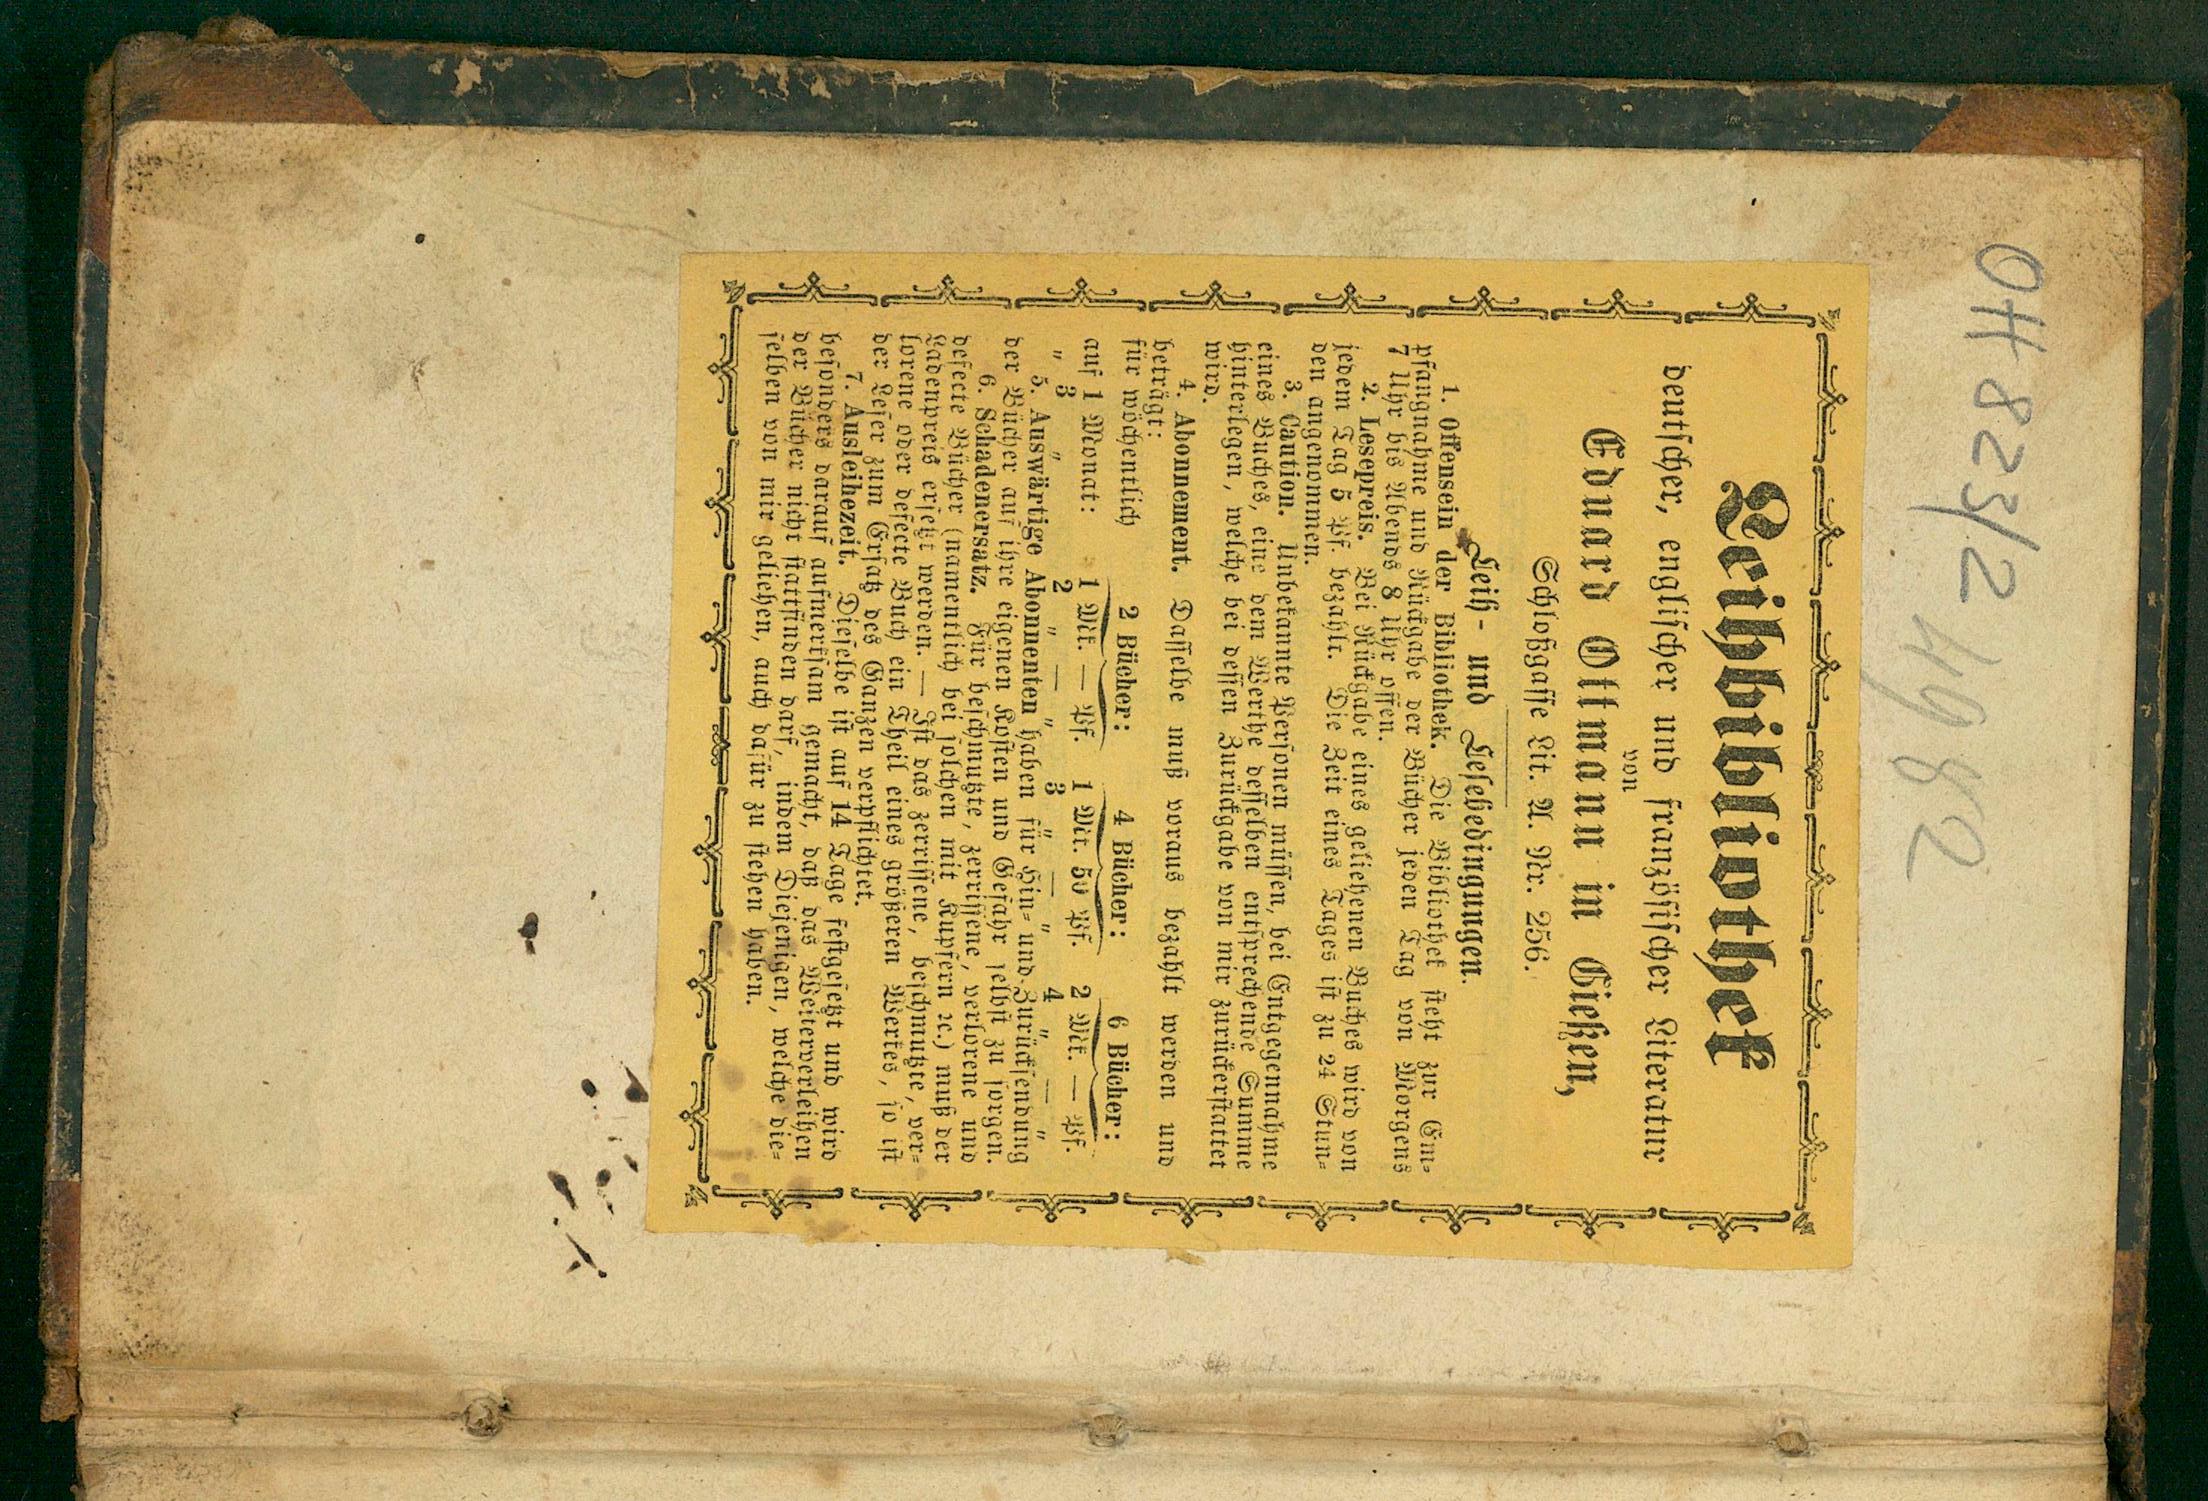 OH 823/2 4982
Leihbibliothek
deutscher, englischer und französischer Literatur
von
Eduard Ottmann in Gießen,
Schloßgasse Lit. A. Nr. 256.
Leih- und Lesebedingungen.
1. Offensein der Bibliothek. Die Bibliothek steht zur Em-
pfangnahme und Rückgabe der Bücher jeden Tag von Morgens
7 Uhr bis Abends 8 Uhr offen.
2. Lesepreis. Bei Rückgabe eines geliehenen Buches wird von
jedem Tag 5 Pf. bezahlt. Die Zeit eines Tages ist zu 24 Stun-
den angenommen.
3. Caution. Unbekannte Personen müssen, bei Entgegennahme
eines Buches, eine dem Werthe desselben entsprechende Summe
hinterlegen, welche bei dessen Zurückgabe von mir zurückerstattet
wird.
4. Abonnement. Dasselbe muß voraus bezahlt werden und
beträgt:
für wöchentlich 2 Bücher: 4 Bücher: 6 Bücher:
auf 1 Monat: 1 Mk. — Pf. 1 Mk. 50 Pf. 2 Mk. — Pf.
" 3 " 2 " — " 3 " — " 4 " — "
5. Auswärtige Abonnenten haben für Hin- und Zurücksendung
der Bücher auf ihre eigenen Kosten und Gefahr selbst zu sorgen.
6. Schadenersatz. Für beschmutzte, zerrissene, verlorene und
defecte Bücher (namentlich bei solchen mit Kupfern ꝛc.) muß der
Ladenpreis ersetzt werden. — Ist das zerrissene, beschmutzte, ver-
lorene oder defecte Buch ein Theil eines größeren Werkes, so ist
der Leser zum Ersatz des Ganzen verpflichtet.
7. Ausleihezeit. Dieselbe ist auf 14 Tage festgesetzt und wird
besonders darauf aufmerksam gemacht, daß das Weiterverleihen
der Bücher nicht stattfinden darf, indem Diejenigen, welche die-
selben von mir geliehen, auch dafür zu stehen haben.